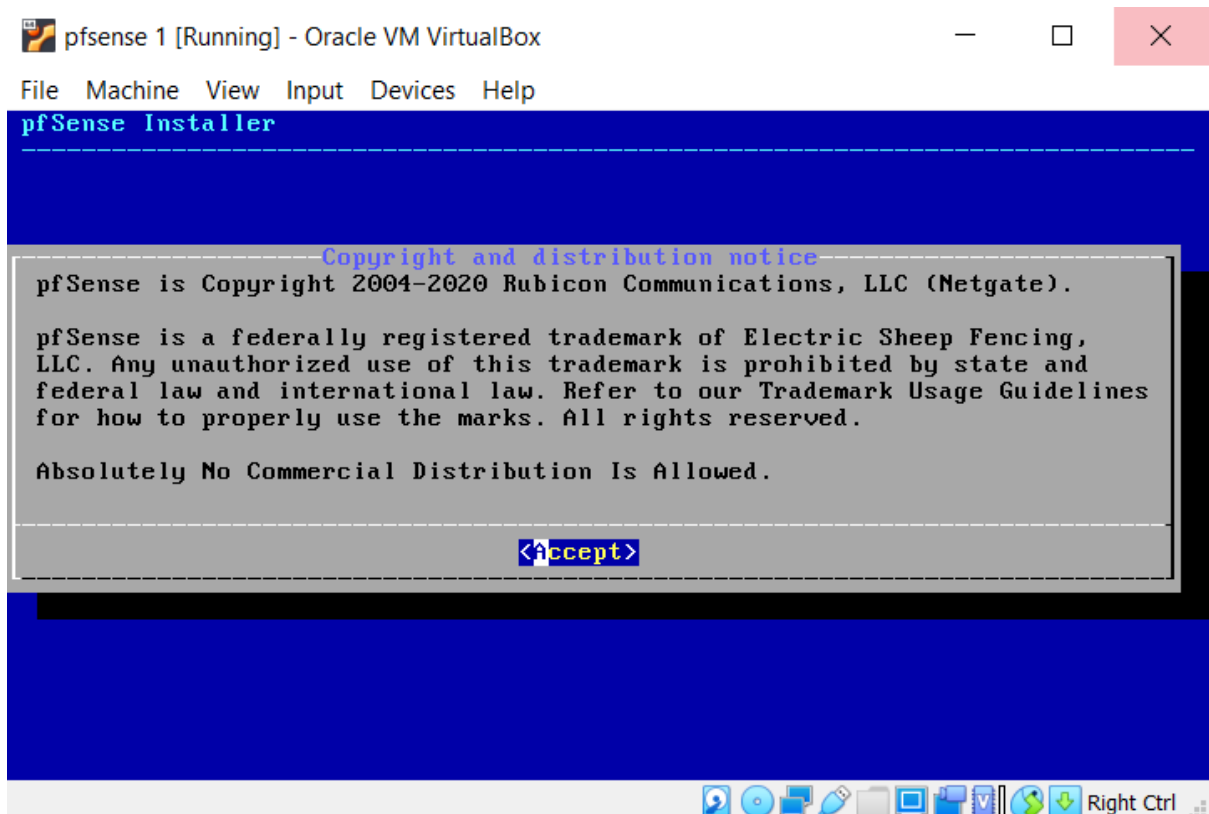 pfsense 1 [Running] - Oracle VM VirtualBox
File Machine View Input Devices Help
pfSense Installer
Copyright and distribution notice
pfSense is Copyright 2004-2020 Rubicon Communications, LLC (Netgate).
pfSense is a federally registered trademark of Electric Sheep Fencing,
LLC. Any unauthorized use of this trademark is prohibited by state and
federal law and international law. Refer to our Trademark Usage Guidelines
for how to properly use the marks. All rights reserved.
Absolutely No Commercial Distribution Is Allowed.
<Accept>
Right Ctrl